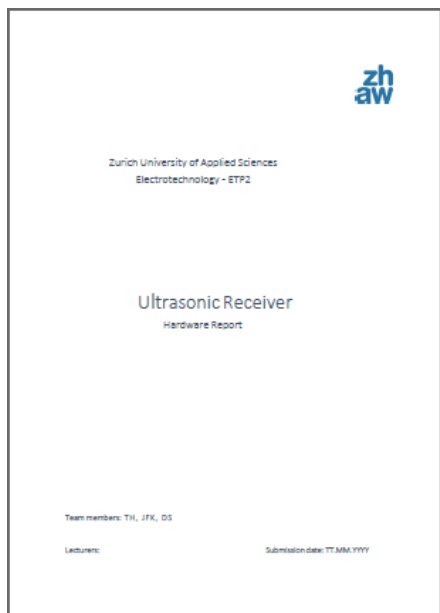 zh
aw
Zurich University of Applied Sciences
Electrotechnology - ETP2
Ultrasonic Receiver
Hardware Report
Team members: TH, JFK, DS
Lecturers:
Submission date: TT.MM.YYYY